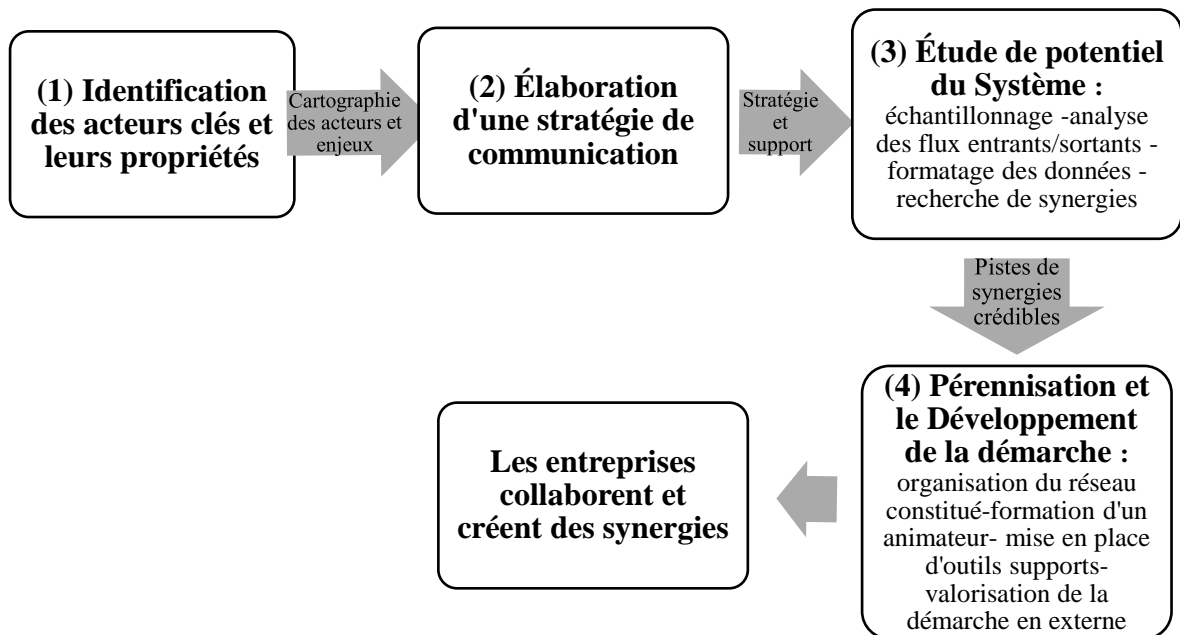 (1) Identification
des acteurs clés et
leurs propriétés
Cartographie
des acteurs et
enjeux
(2) Élaboration
d'une stratégie de
communication
Stratégie
et
support
(3) Étude de potentiel
du Système :
échantillonnage -analyse
des flux entrants/sortants -
formatage des données -
recherche de synergies
Pistes de
synergies
crédibles
(4) Pérennisation et
le Développement
de la démarche :
organisation du réseau
constitué-formation d'un
animateur- mise en place
d'outils supports-
valorisation de la
démarche en externe
Les entreprises
collaborent et
créent des synergies